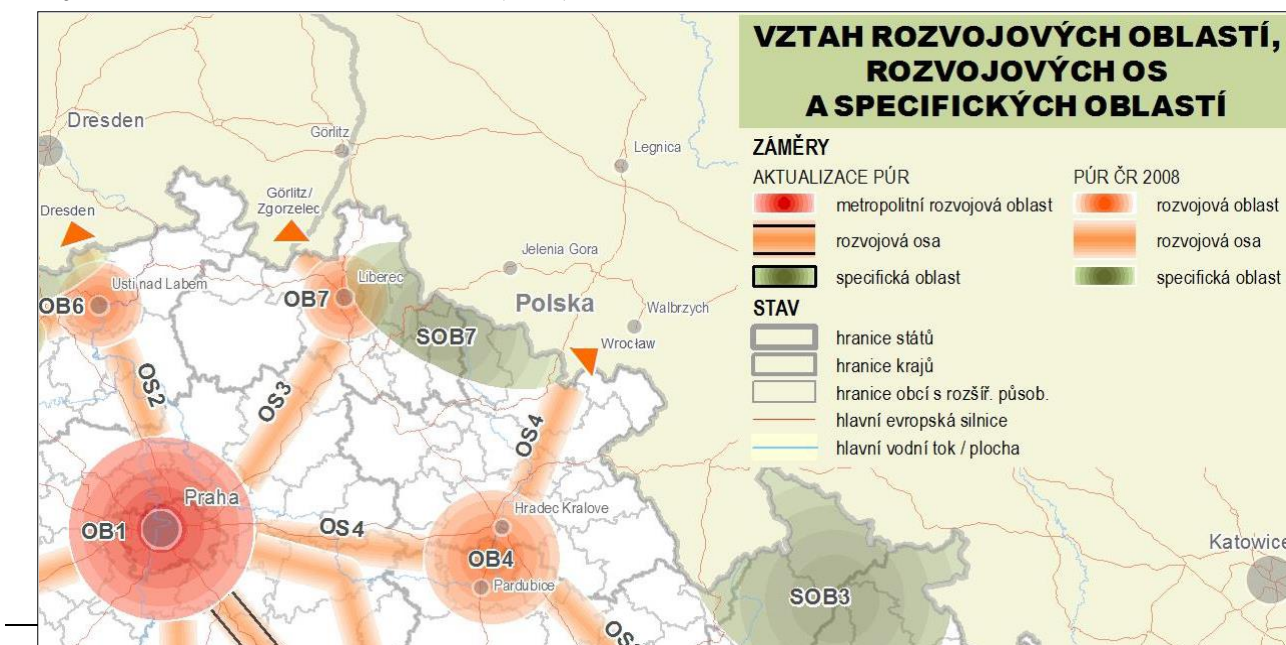 VZTAH ROZVOJOVÝCH OBLASTÍ,
ROZVOJOVÝCH OS
A SPECIFICKÝCH OBLASTÍ
ZÁMĚRY
AKTUALIZACE PÚR
PÚR ČR 2008
metropolitní rozvojová oblast
rozvojová oblast
rozvojová osa
rozvojová osa
specifická oblast
specifická oblast
STAV
hranice států
hranice krajů
hranice obcí s rozšíř. působ.
hlavní evropská silnice
hlavní vodní tok / plocha
Dresden
Görlitz
Legnica
Görlitz/
Zgorzelec
Dresden
Jelenia Gora
Liberec
Usti nad Labem
OB6
OB7
Polska
Walbrzych
SOB7
Wrocław
OS2
OS3
OS4
Praha
OB1
OS4
Hradec Kralove
OB4
Pardubice
Katowice
SOB3